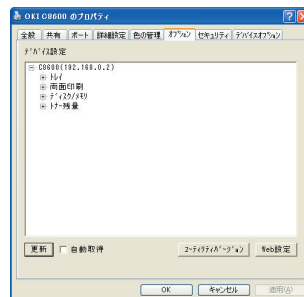 OKI C8600 のプロパティ
全般 共有 ポート 詳細設定 色の管理 オプション セキュリティ デバイスオプション
デバイス設定
C8600(192.168.0.2)
トレイ
両面印刷
ディスク/メモリ
トナー残量
更新 自動取得 ユーティリティバージョン Web設定
OK キャンセル 適用(A)